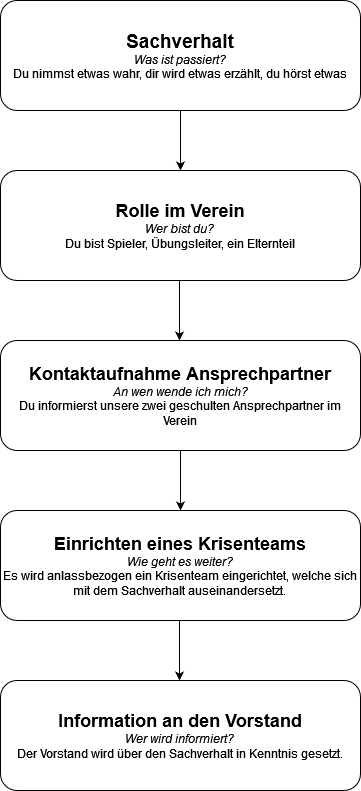 Sachverhalt
Was ist passiert?
Du nimmst etwas wahr, dir wird etwas erzählt, du hörst etwas
Rolle im Verein
Wer bist du?
Du bist Spieler, Übungsleiter, ein Elternteil
Kontaktaufnahme Ansprechpartner
An wen wende ich mich?
Du informierst unsere zwei geschulten Ansprechpartner im
Verein
Einrichten eines Krisenteams
Wie geht es weiter?
Es wird anlassbezogen ein Krisenteam eingerichtet, welche sich
mit dem Sachverhalt auseinandersetzt.
Information an den Vorstand
Wer wird informiert?
Der Vorstand wird über den Sachverhalt in Kenntnis gesetzt.